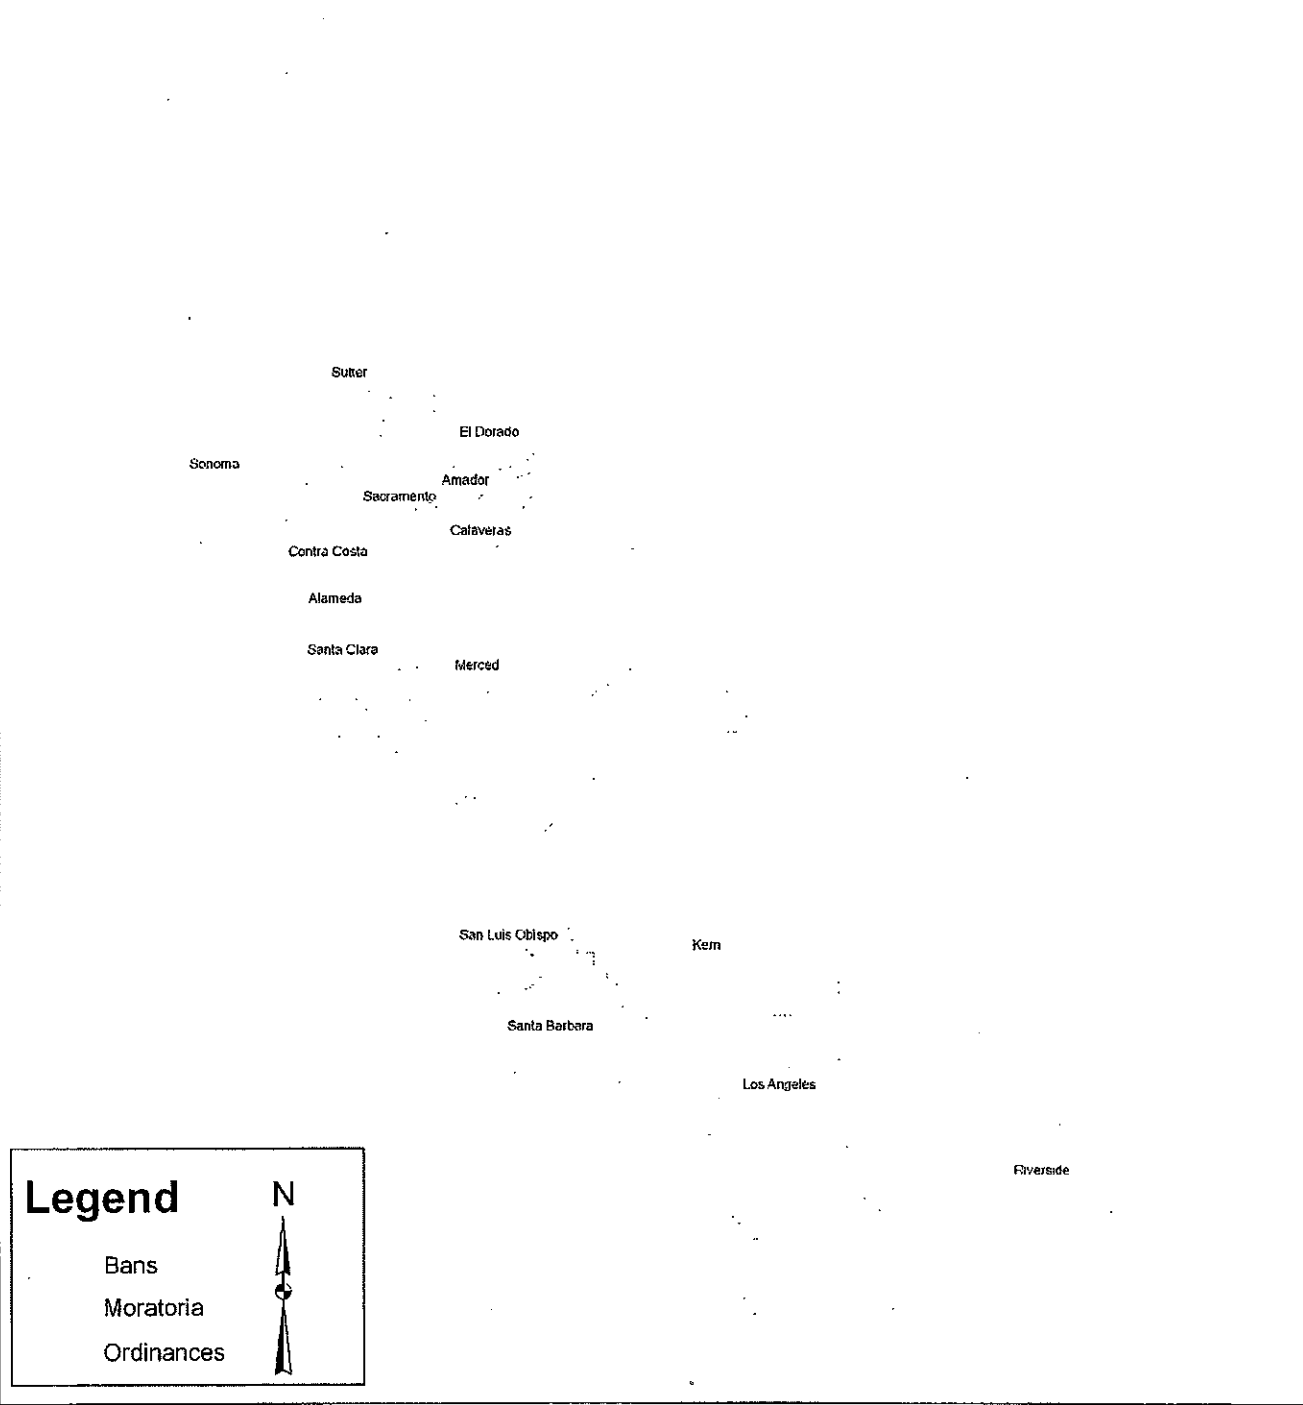 Sutter
El Dorado
Sonoma
Amador
Sacramento
Calaveras
Contra Costa
Alameda
Santa Clara
Merced
San Luis Obispo
Kern
Santa Barbara
Los Angeles
Riverside
Legend
N
Bans
Moratoria
Ordinances